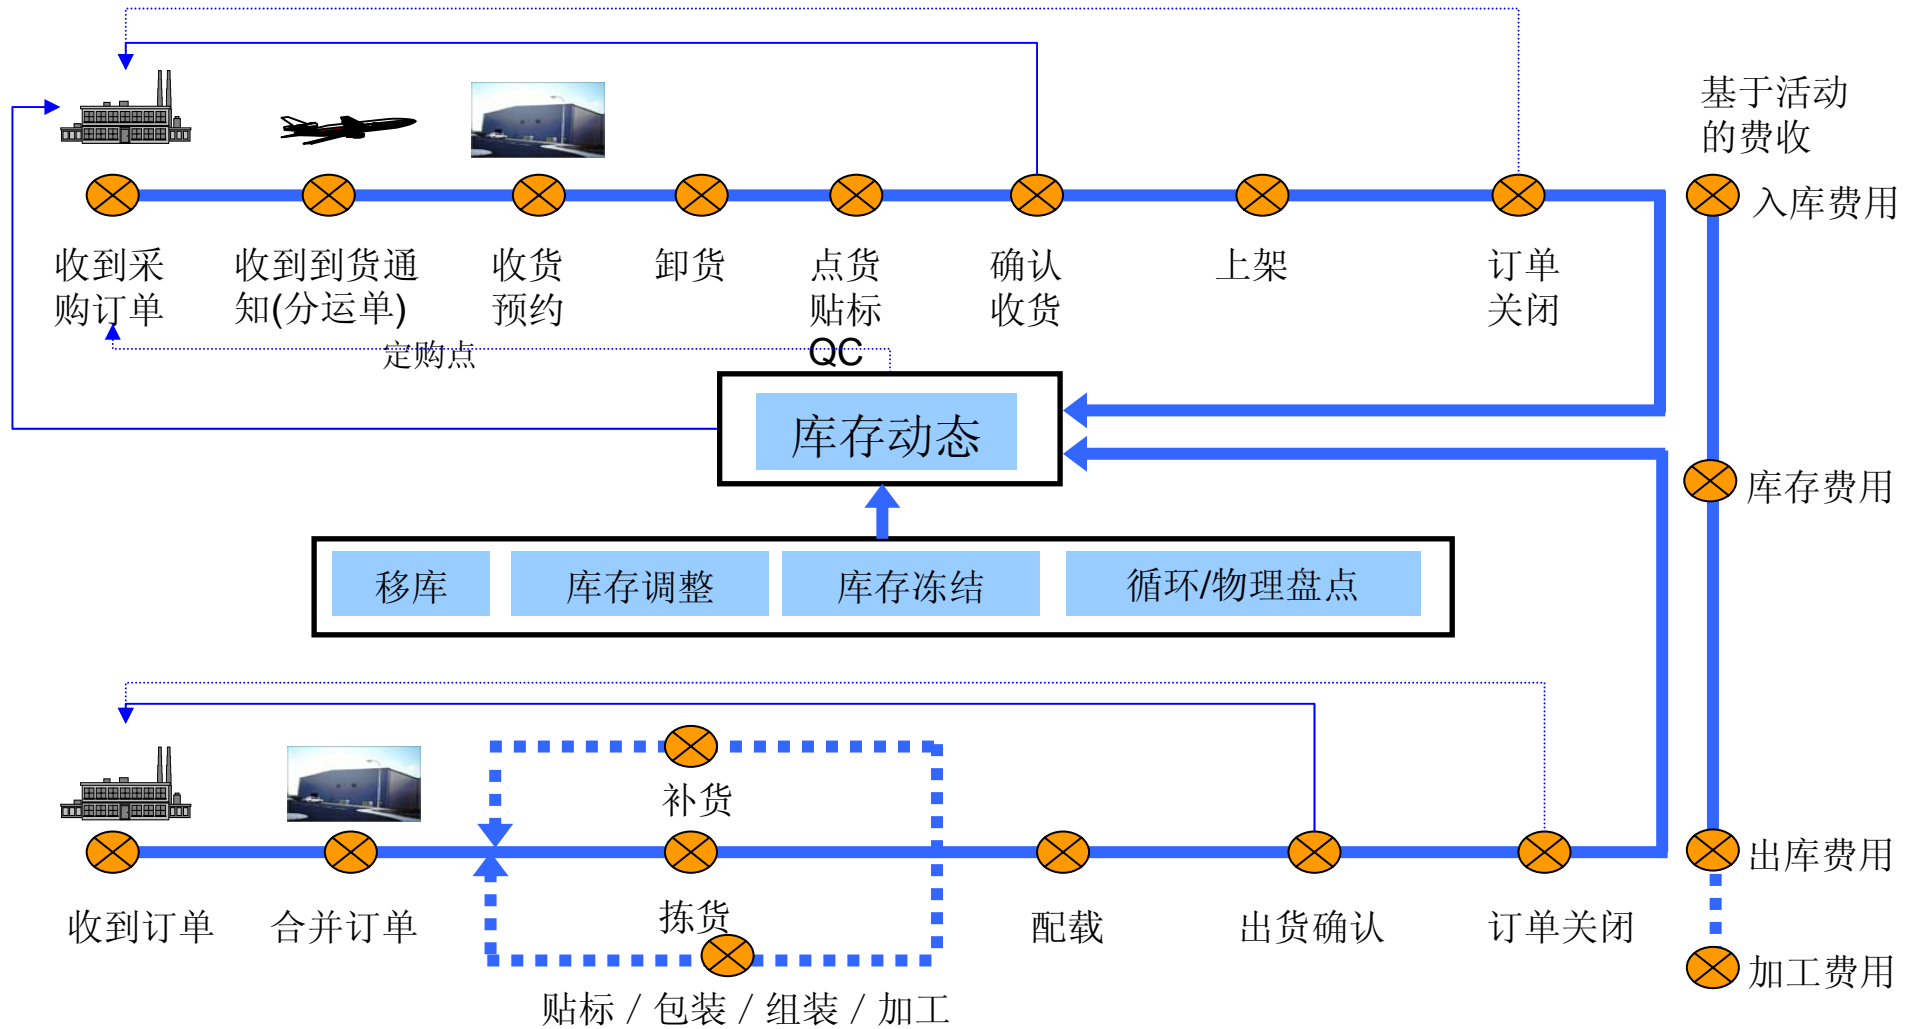 基于活动
的费收
入库费用
收到采
购订单
收到到货通
知(分运单)
收货
预约
卸货
点货
贴标
QC
确认
收货
上架
订单
关闭
定购点
库存动态
库存费用
移库
库存调整
库存冻结
循环/物理盘点
补货
出库费用
收到订单
合并订单
拣货
配载
出货确认
订单关闭
加工费用
贴标 / 包装 / 组装 / 加工